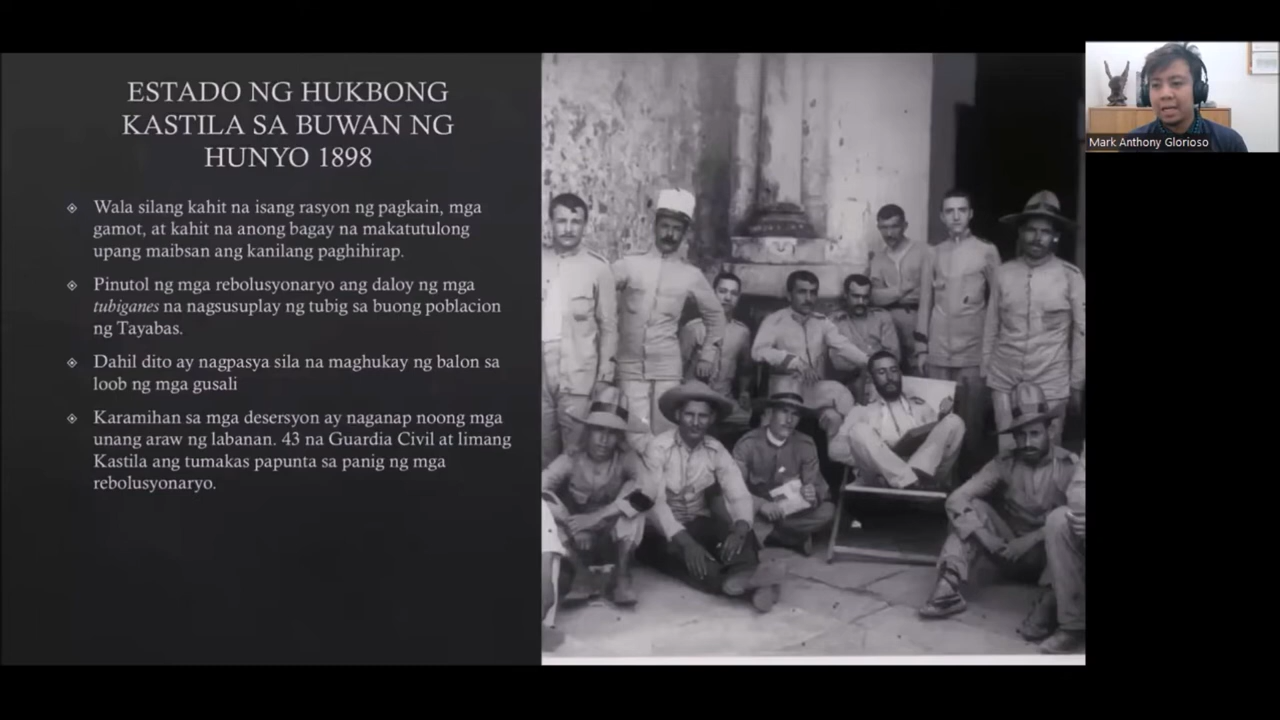 ESTADO NG HUKBONG
KASTILA SA BUWAN NG
HUNYO 1898
Wala silang kahit na isang rasyon ng pagkain, mga
gamot, at kahit na anong bagay na makatutulong
upang maibsan ang kanilang paghihirap.
Pinutol ng mga rebolusyonaryo ang daloy ng mga
tubiganes na nagsusuplay ng tubig sa buong poblacion
ng Tayabas.
Dahil dito ay nagpasya sila na maghukay ng balon sa
loob ng mga gusali
Karamihan sa mga desersyon ay naganap noong mga
unang araw ng labanan. 43 na Guardia Civil at limang
Kastila ang tumakas papunta sa panig ng mga
rebolusyonaryo.
Mark Anthony Glorioso